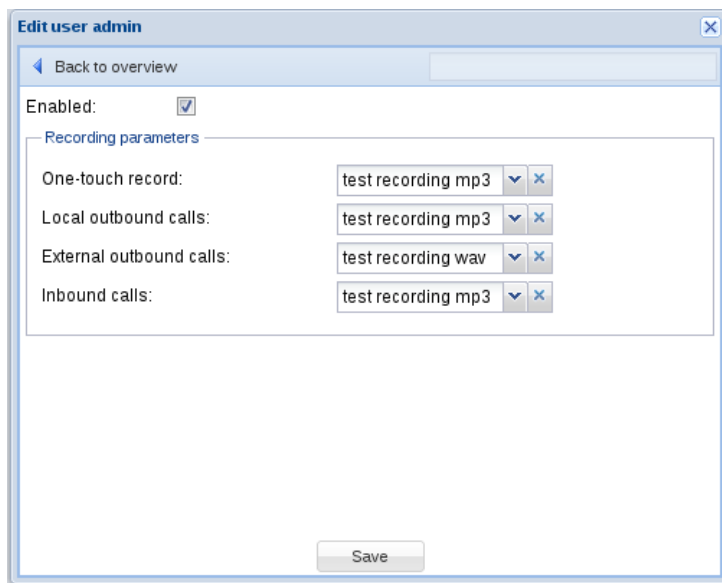 Edit user admin
Back to overview
Enabled:
Recording parameters
One-touch record: test recording mp3
Local outbound calls: test recording mp3
External outbound calls: test recording wav
Inbound calls: test recording mp3
Save